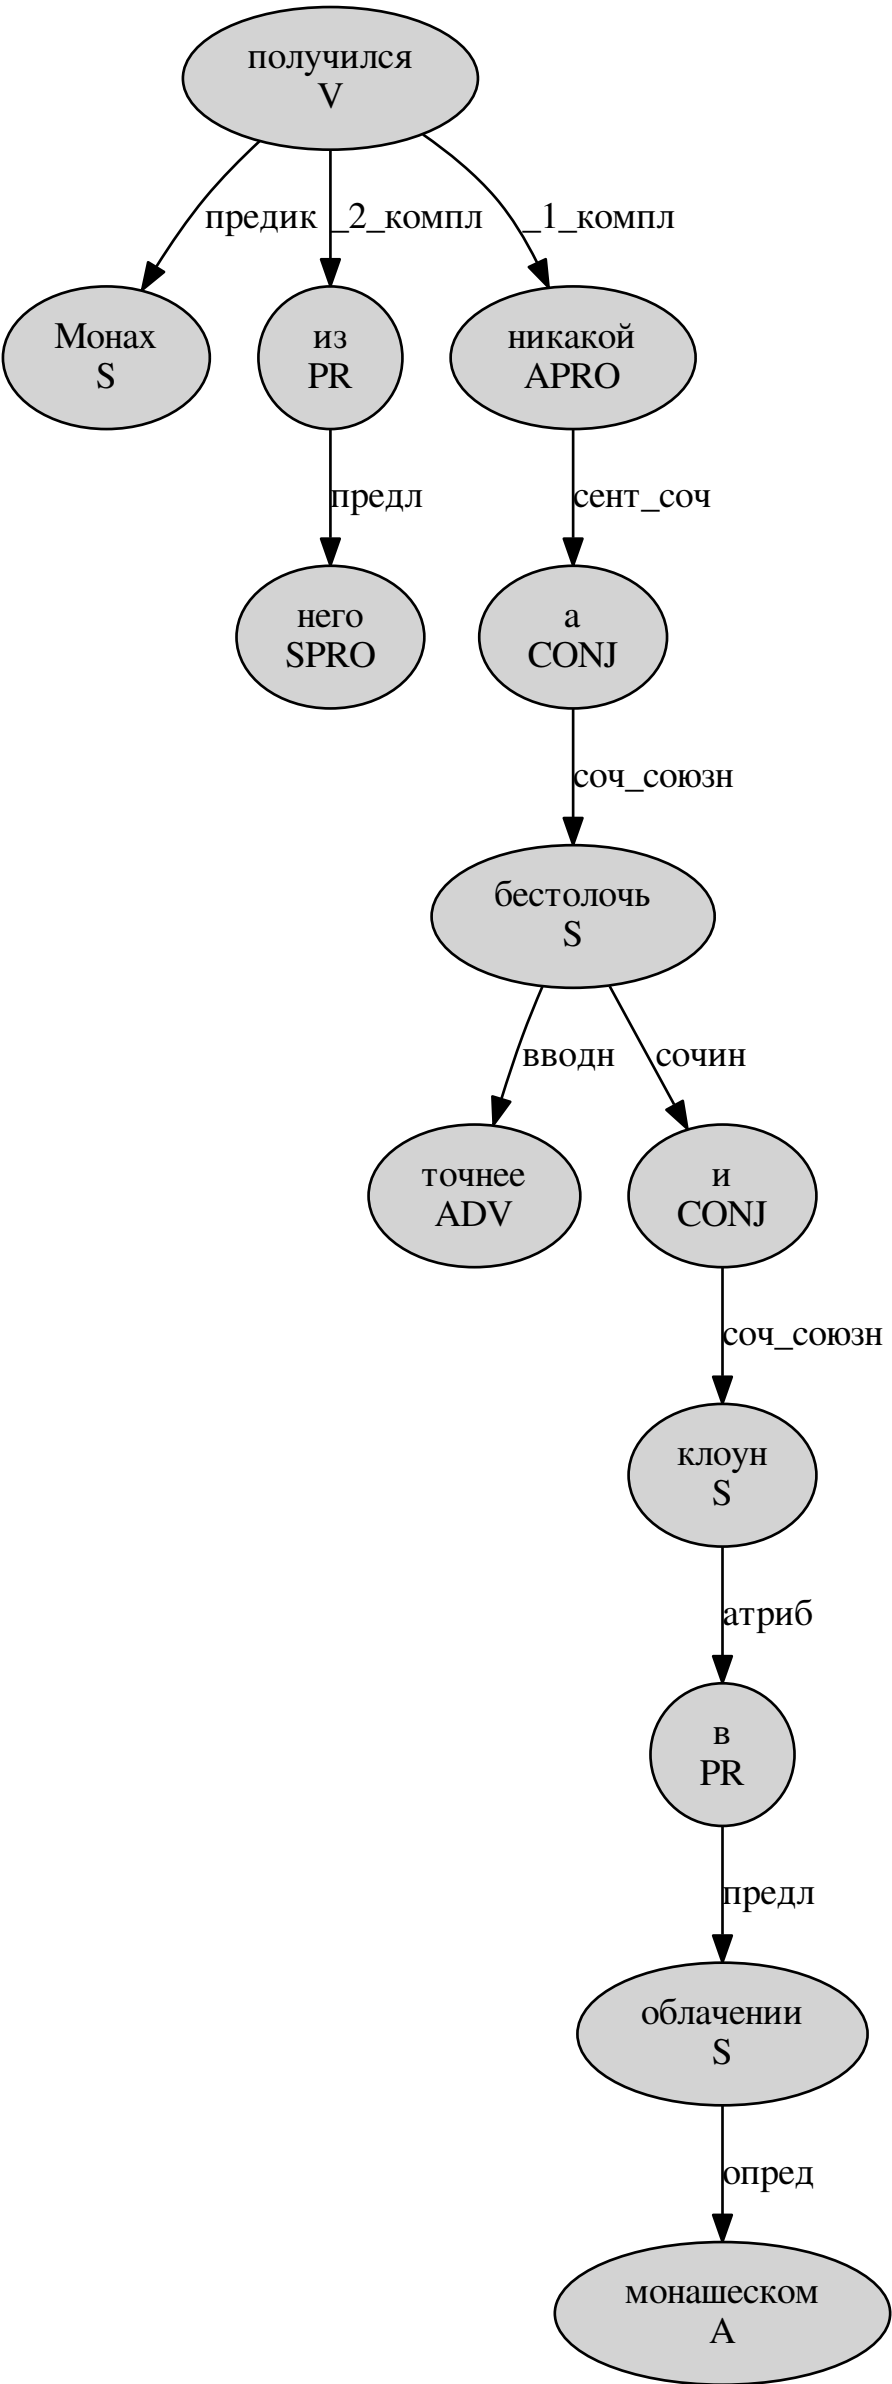 получился
V
предик
_2_компл
_1_компл
Монах
S
из
PR
никакой
APRO
предл
сент_соч
него
SPRO
а
CONJ
соч_союзн
бестолочь
S
вводн
сочин
точнее
ADV
и
CONJ
соч_союзн
клоун
S
атриб
в
PR
предл
облачении
S
опред
монашеском
A